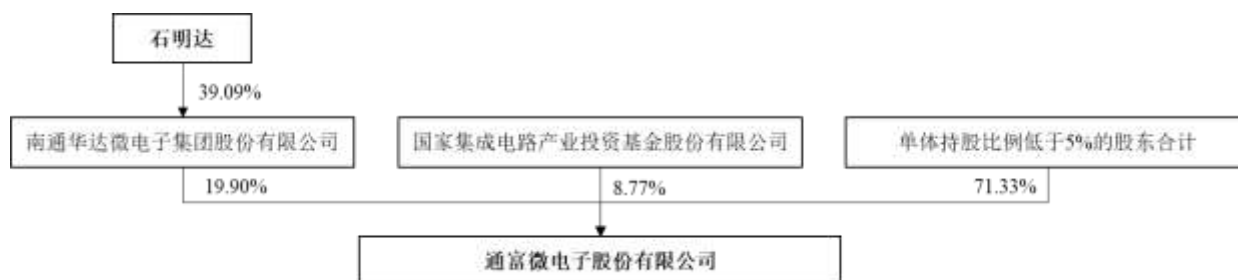 石明达
39.09%
南通华达微电子集团股份有限公司
国家集成电路产业投资基金股份有限公司
单体持股比例低于5%的股东合计
19.90%
8.77%
71.33%
通富微电子股份有限公司